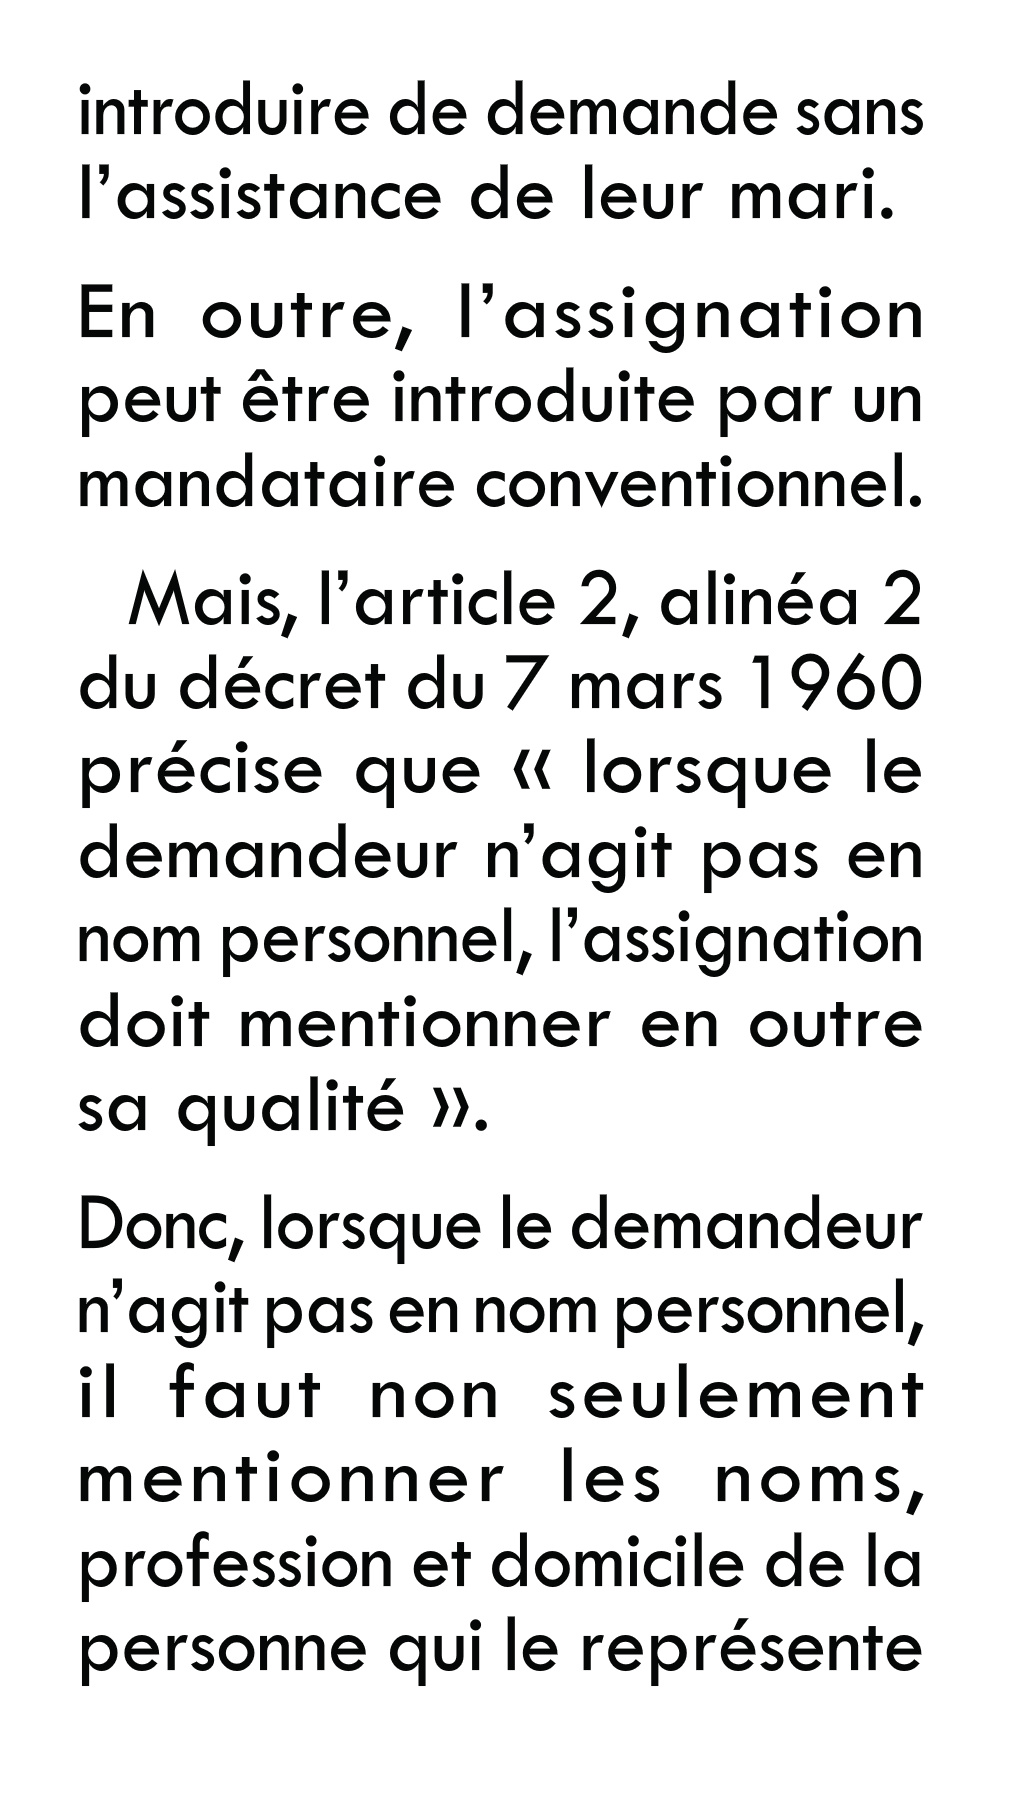 introduire de demande sans
l’assistance de leur mari.
En outre, l’assignation
peut être introduite par un
mandataire conventionnel.
Mais, l’article 2, alinéa 2
du décret du 7 mars 1960
précise que « lorsque le
demandeur n’agit pas en
nom personnel, l’assignation
doit mentionner en outre
sa qualité ».
Donc, lorsque le demandeur
n’agit pas en nom personnel,
il faut non seulement
mentionner les noms,
profession et domicile de la
personne qui le représente